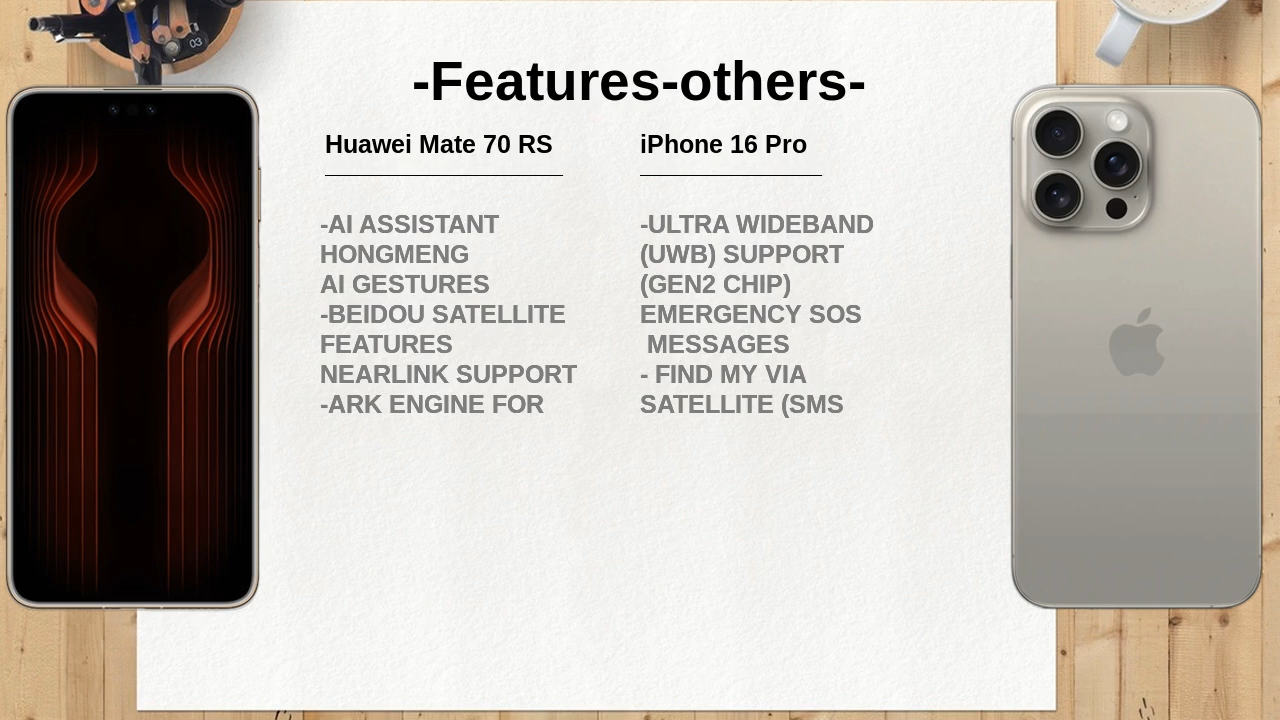 03
-Features-others-
Huawei Mate 70 RS
iPhone 16 Pro
-AI ASSISTANT
HONGMENG
AI GESTURES
-BEIDOU SATELLITE
FEATURES
NEARLINK SUPPORT
-ARK ENGINE FOR
-ULTRA WIDEBAND
(UWB) SUPPORT
(GEN2 CHIP)
EMERGENCY SOS
MESSAGES
- FIND MY VIA
SATELLITE (SMS